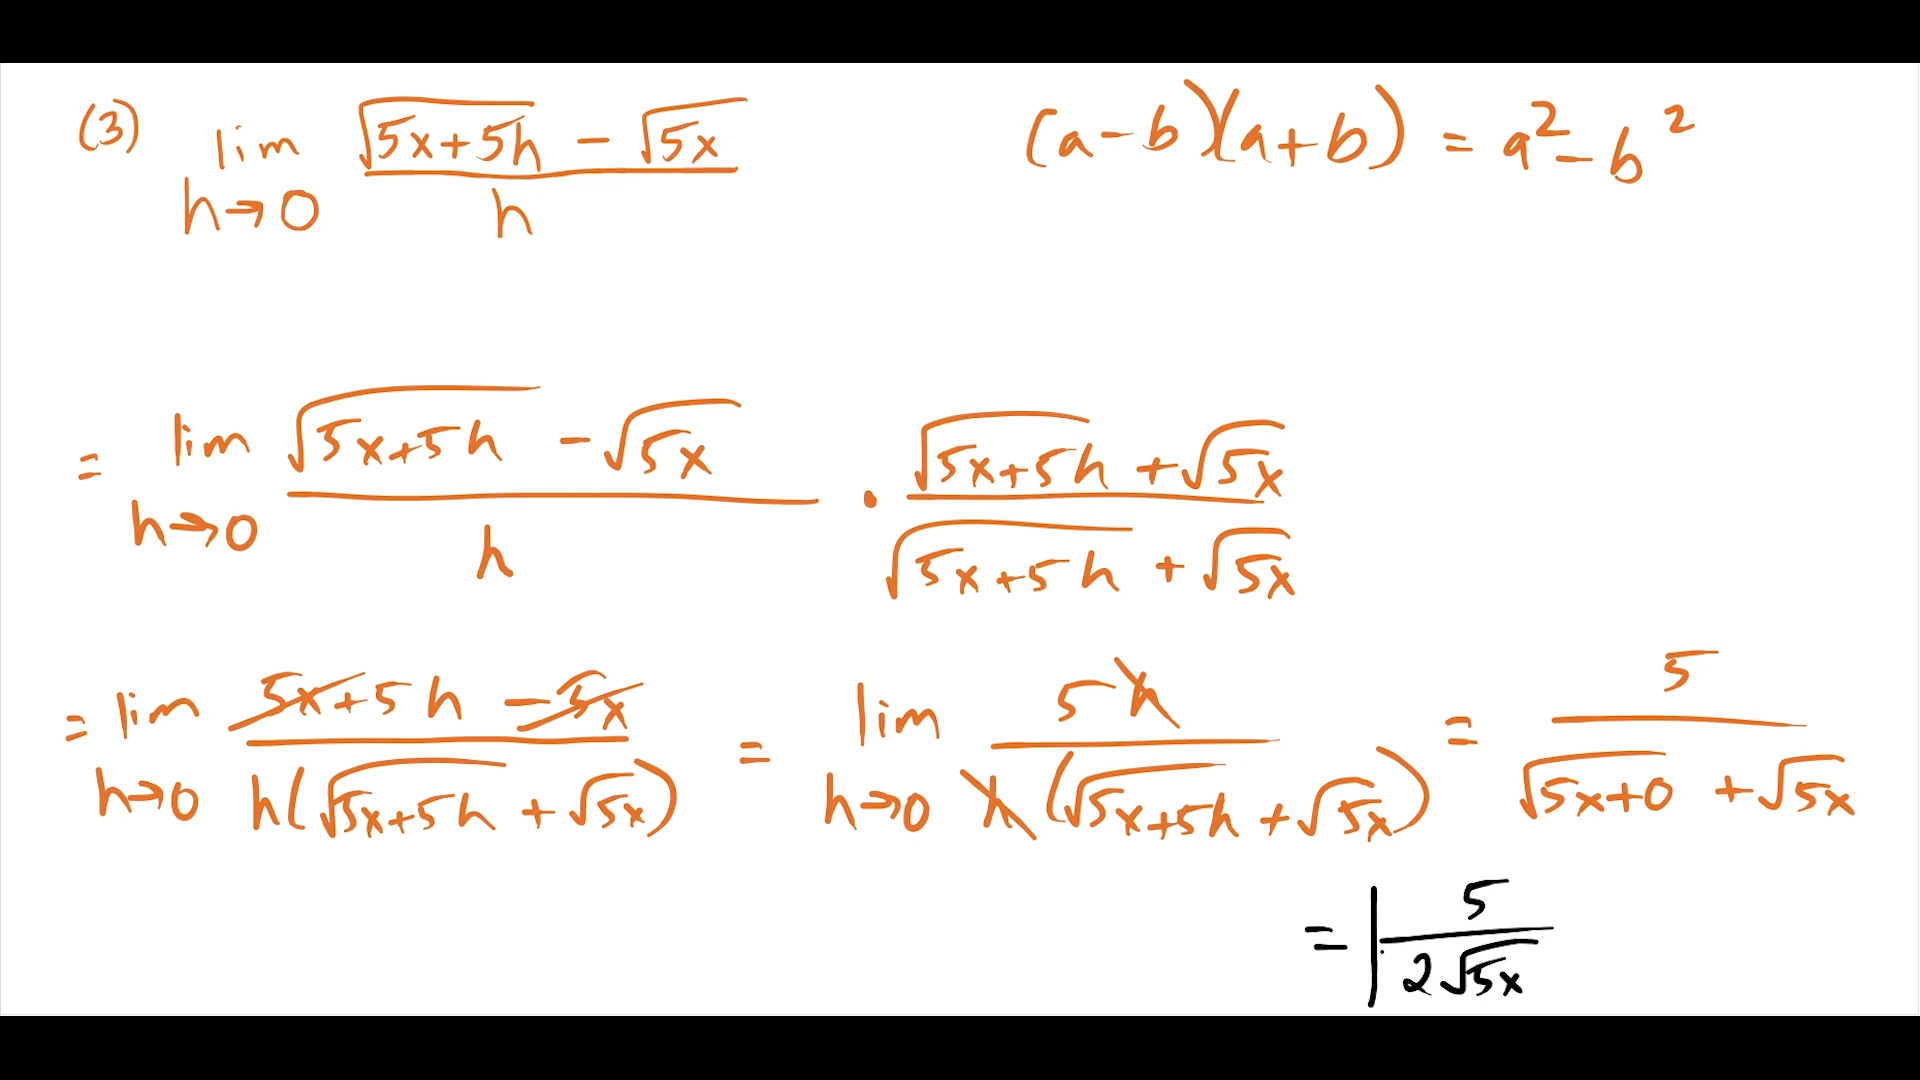 (3) lim h→0 (√(5x+5h) - √(5x))/h
(a-b)(a+b) = a² - b²
= lim h→0 (√(5x+5h) - √(5x))/h · (√(5x+5h) + √(5x))/(√(5x+5h) + √(5x))
= lim h→0 (5x+5h - 5x)/(h(√(5x+5h) + √(5x))) = lim h→0 5h/(h(√(5x+5h) + √(5x))) = 5/(√(5x+0) + √(5x))
= 5/(2√(5x))